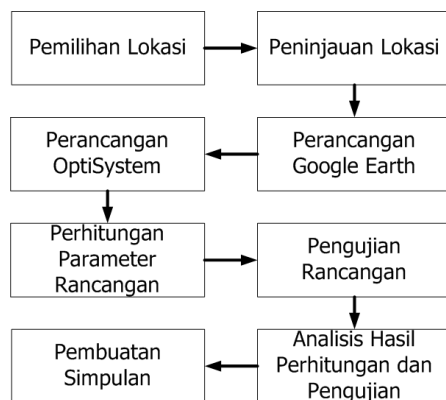 Pemilihan Lokasi
Peninjauan Lokasi
Perancangan
Google Earth
Perancangan
OptiSystem
Perhitungan
Parameter
Rancangan
Pengujian
Rancangan
Analisis Hasil
Perhitungan dan
Pengujian
Pembuatan
Simpulan